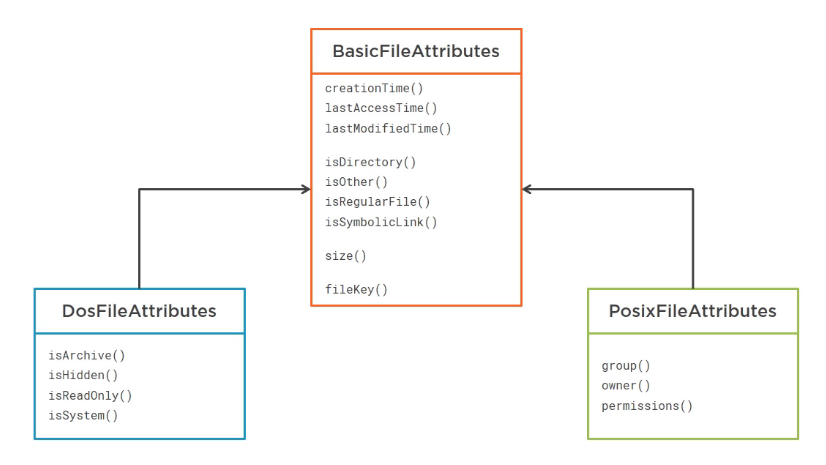 BasicFileAttributes
creationTime()
lastAccessTime()
lastModifiedTime()
isDirectory()
isOther()
isRegularFile()
isSymbolicLink()
size()
fileKey()
DosFileAttributes
isArchive()
isHidden()
isReadOnly()
isSystem()
PosixFileAttributes
group()
owner()
permissions()